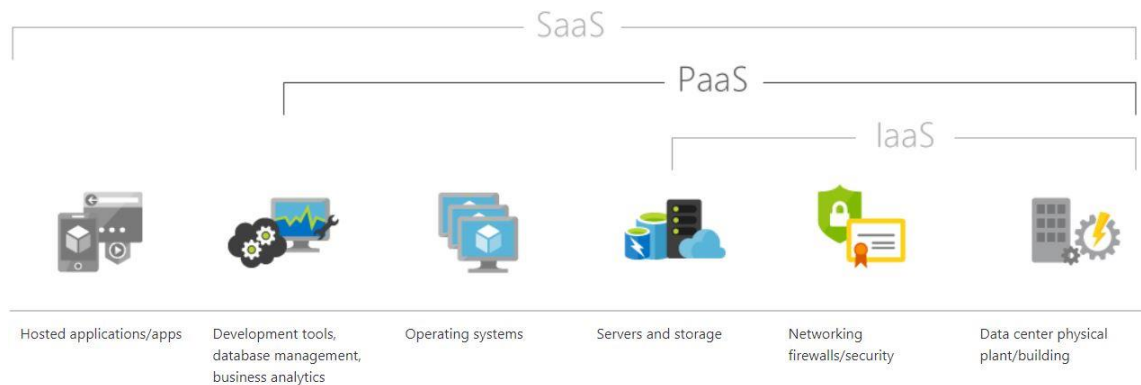 SaaS
PaaS
IaaS
Hosted applications/apps
Development tools,
database management,
business analytics
Operating systems
Servers and storage
Networking
firewalls/security
Data center physical
plant/building